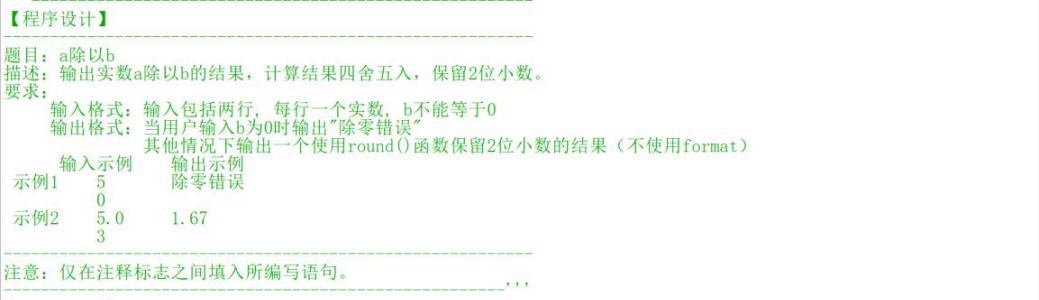 -----------------------------------------------------------
【程序设计】
---------------------------------------------------------
题目：a除以b
描述：输出实数a除以b的结果，计算结果四舍五入，保留2位小数。
要求：
     输入格式：输入包括两行, 每行一个实数, b不能等于0
     输出格式：当用户输入b为0时输出"除零错误"
               其他情况下输出一个使用round()函数保留2位小数的结果（不使用format）
      输入示例    输出示例
 示例1    5       除零错误
          0
 示例2    5.0     1.67
          3
---------------------------------------------------------
注意：仅在注释标志之间填入所编写语句。
------------------------------------------------------'''